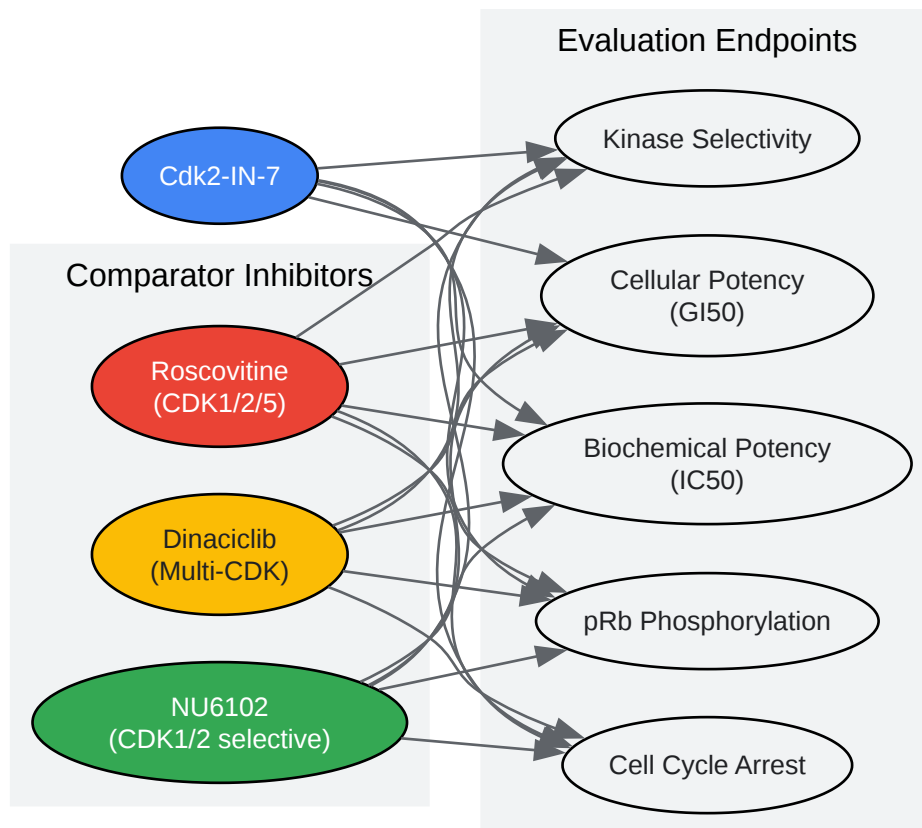 Evaluation Endpoints
Kinase Selectivity
Cdk2-IN-7
Comparator Inhibitors
Cellular Potency
(GI50)
Roscovitine
(CDK1/2/5)
Biochemical Potency
(IC50)
Dinaciclib
(Multi-CDK)
pRb Phosphorylation
NU6102
(CDK1/2 selective)
Cell Cycle Arrest